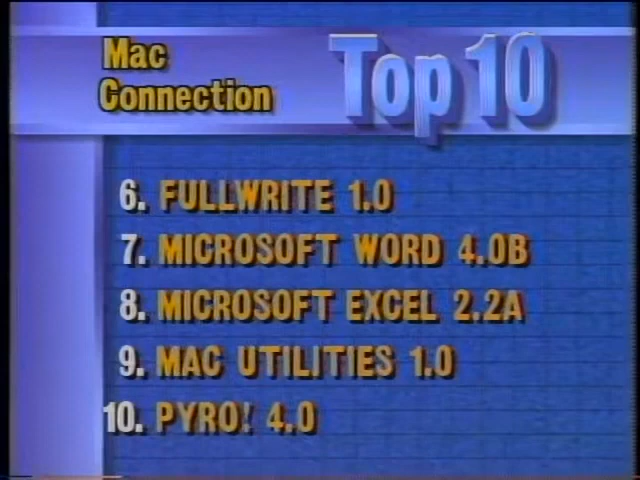 Mac
Connection
Top 10
6. FULLWRITE 1.0
7. MICROSOFT WORD 4.0B
8. MICROSOFT EXCEL 2.2A
9. MAC UTILITIES 1.0
10. PYRO! 4.0